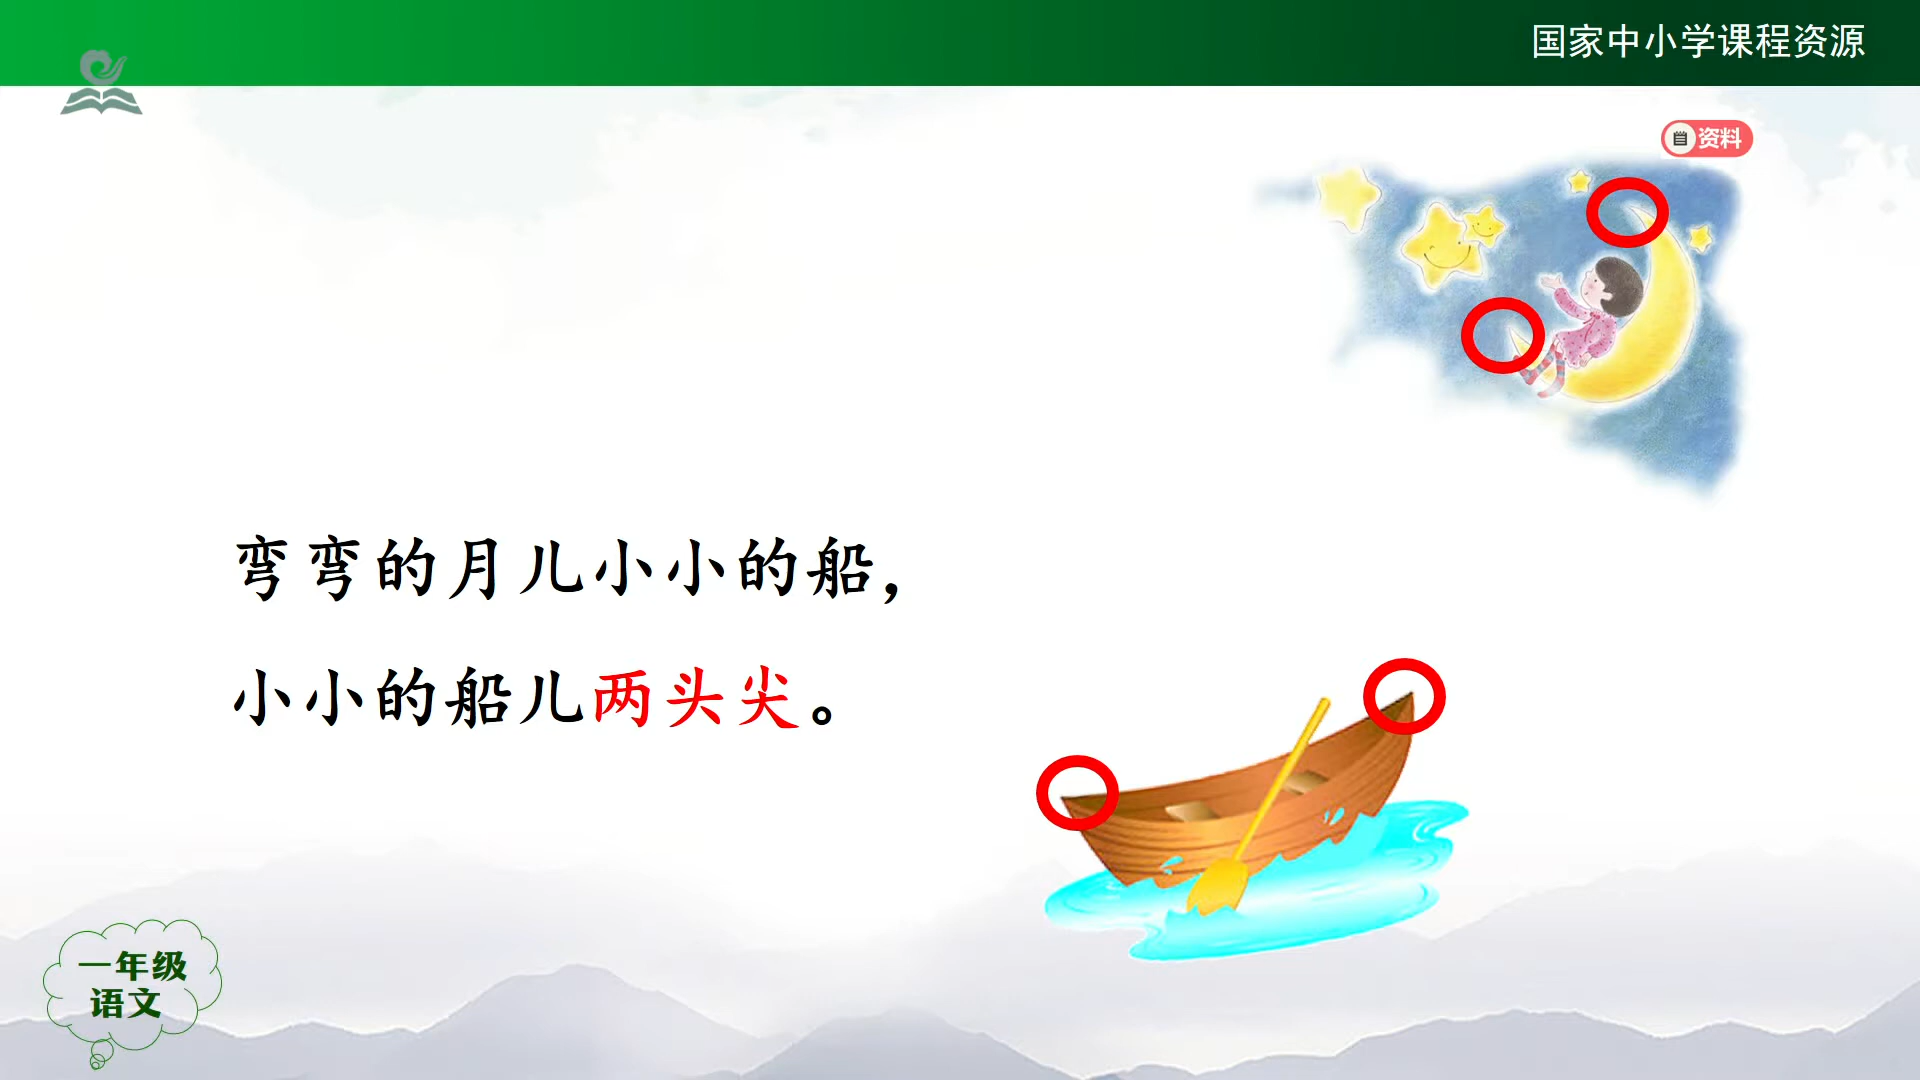 国家中小学课程资源
资料
弯弯的月儿小小的船，
小小的船儿两头尖。
一年级
语文